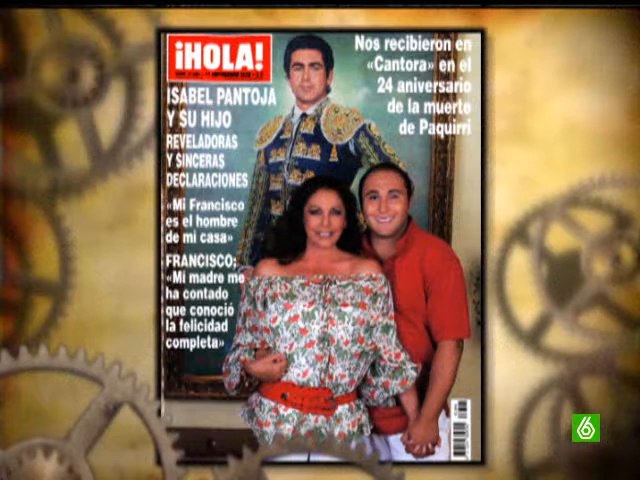 ¡HOLA!
Nos recibieron en
«Cantora» en el
24 aniversario
de la muerte
de Paquirri
ISABEL PANTOJA
Y SU HIJO
REVELADORAS
Y SINCERAS
DECLARACIONES
«Mi Francisco
es el hombre
de mi casa»
FRANCISCO;
«Mi madre me
ha contado
que conoció
la felicidad
completa»
6